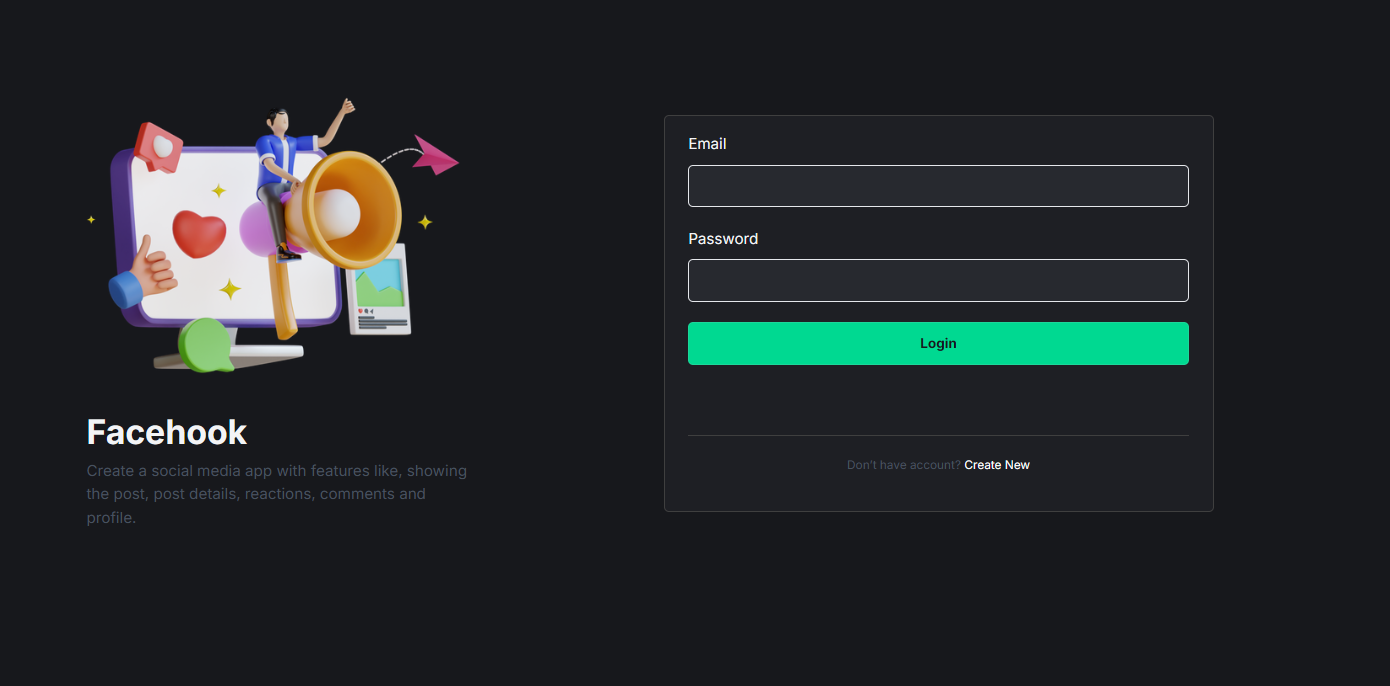 Facehook
Create a social media app with features like, showing
the post, post details, reactions, comments and
profile.
Email
Password
Login
Don't have account? Create New